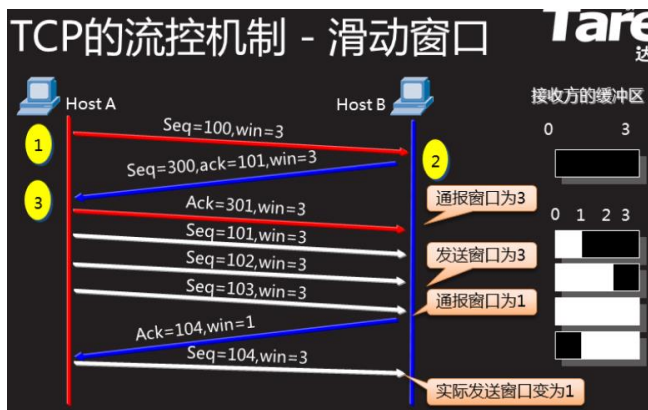 TCP的流控机制 - 滑动窗口
Tare
达
Host A
Host B
接收方的缓冲区
1
Seq=100,win=3
0 3
2
Seq=300,ack=101,win=3
3
Ack=301,win=3
通报窗口为3
0 1 2 3
Seq=101,win=3
Seq=102,win=3
发送窗口为3
Seq=103,win=3
通报窗口为1
Ack=104,win=1
Seq=104,win=3
实际发送窗口变为1